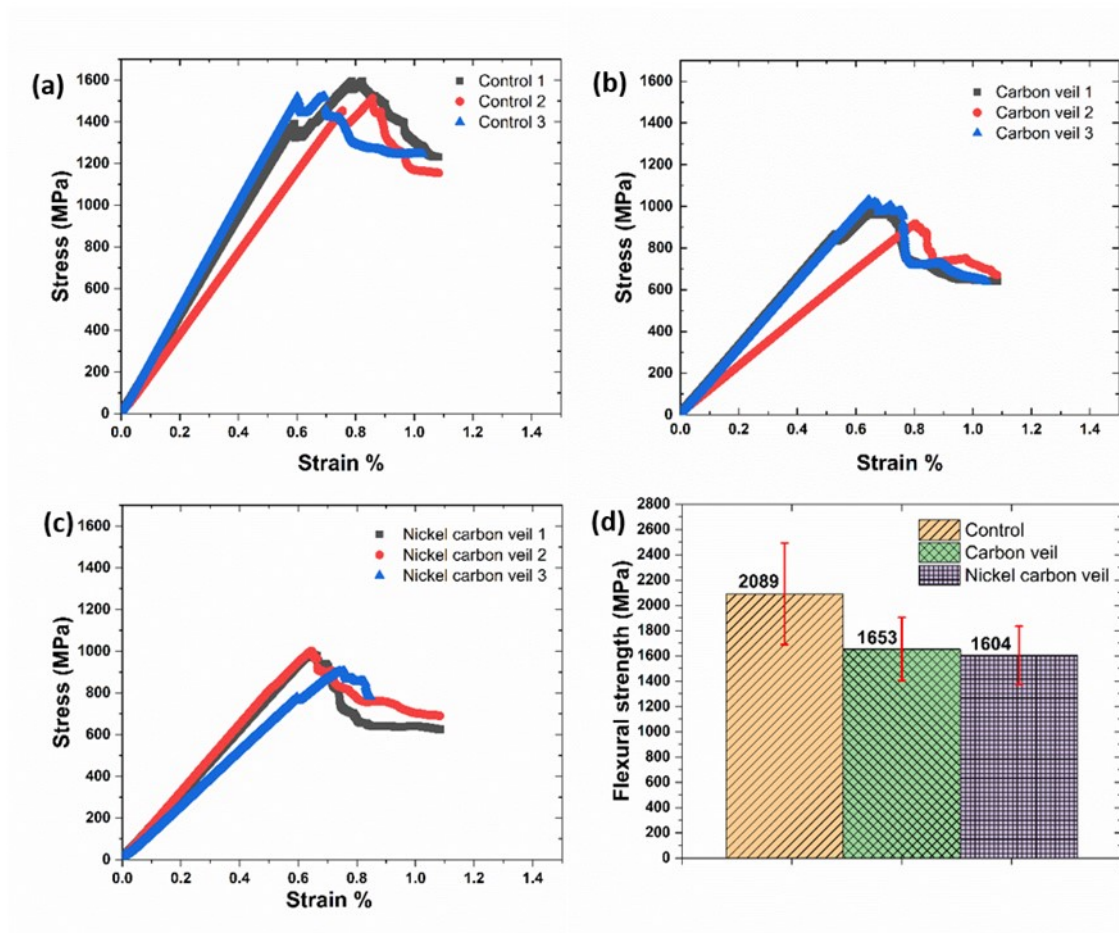 (a)
Control 1
Control 2
Control 3
1600
1400
1200
1000
800
600
400
200
0
Stress (MPa)
0.0 0.2 0.4 0.6 0.8 1.0 1.2 1.4
Strain %
(b)
Carbon veil 1
Carbon veil 2
Carbon veil 3
1600
1400
1200
1000
800
600
400
200
0
Stress (MPa)
0.0 0.2 0.4 0.6 0.8 1.0 1.2 1.4
Strain %
(c)
Nickel carbon veil 1
Nickel carbon veil 2
Nickel carbon veil 3
1600
1400
1200
1000
800
600
400
200
0
Stress (MPa)
0.0 0.2 0.4 0.6 0.8 1.0 1.2 1.4
Strain %
(d)
Control
Carbon veil
Nickel carbon veil
2800
2600
2400
2200
2000
1800
1600
1400
1200
1000
800
600
400
200
0
Flexural strength (MPa)
2089
1653
1604